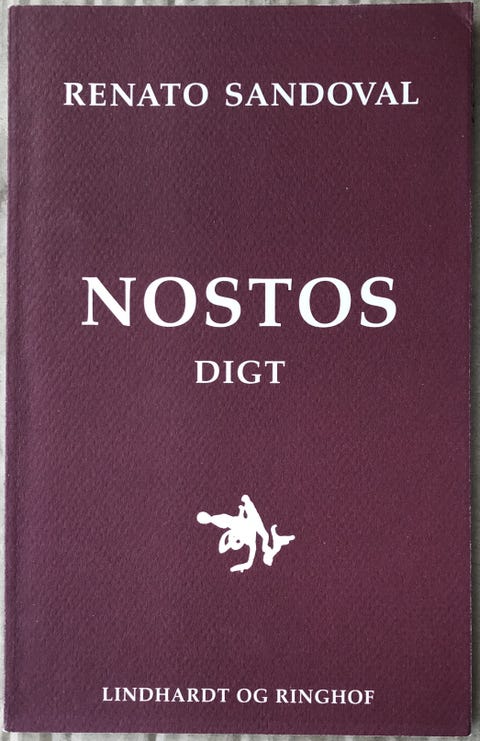 RENATO SANDOVAL
NOSTOS
DIGT
LINDHARDT OG RINGHOF